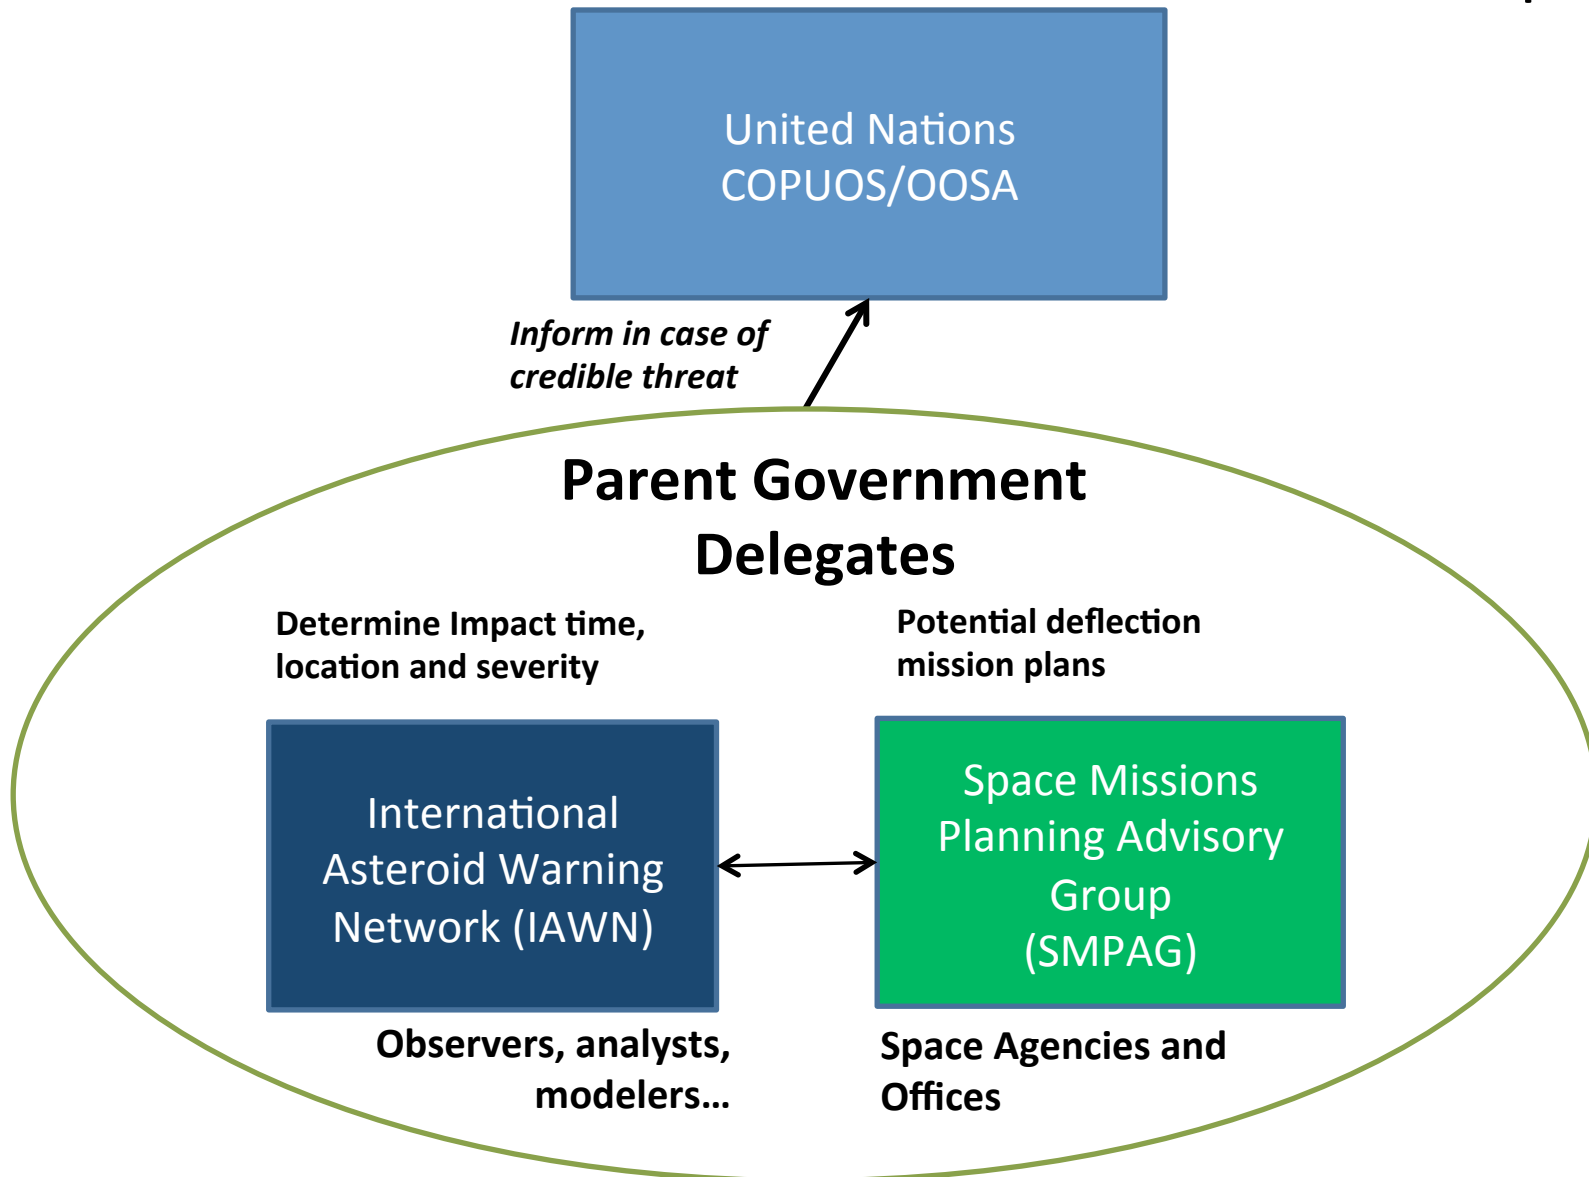 United Nations
COPUOS/OOSA
Inform in case of
credible threat
Parent Government
Delegates
Determine Impact time,
location and severity
Potential deflection
mission plans
International
Asteroid Warning
Network (IAWN)
Space Missions
Planning Advisory
Group
(SMPAG)
Observers, analysts,
modelers…
Space Agencies and
Offices